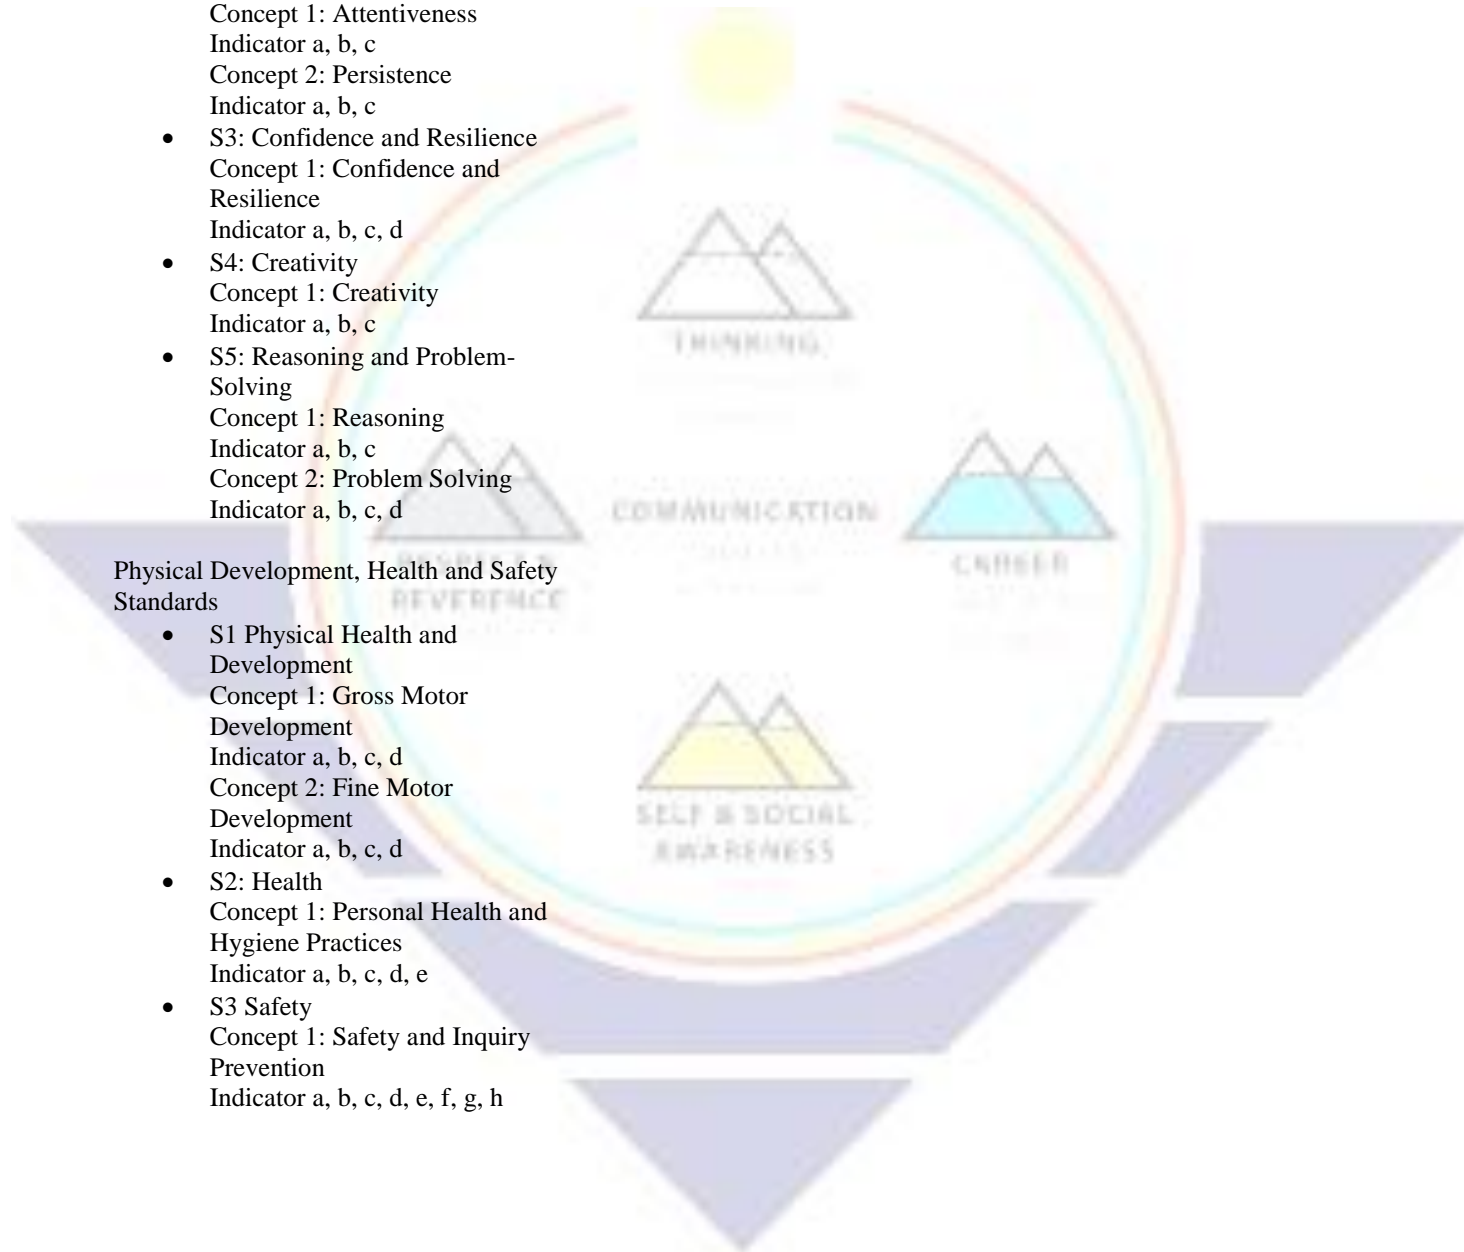 Concept 1: Attentiveness
Indicator a, b, c
Concept 2: Persistence
Indicator a, b, c
• S3: Confidence and Resilience
Concept 1: Confidence and
Resilience
Indicator a, b, c, d
• S4: Creativity
Concept 1: Creativity
Indicator a, b, c
• S5: Reasoning and Problem-
Solving
Concept 1: Reasoning
Indicator a, b, c
Concept 2: Problem Solving
Indicator a, b, c, d
Physical Development, Health and Safety
Standards
• S1 Physical Health and
Development
Concept 1: Gross Motor
Development
Indicator a, b, c, d
Concept 2: Fine Motor
Development
Indicator a, b, c, d
• S2: Health
Concept 1: Personal Health and
Hygiene Practices
Indicator a, b, c, d, e
• S3 Safety
Concept 1: Safety and Inquiry
Prevention
Indicator a, b, c, d, e, f, g, h
THINKING
COMMUNICATION
CAREER
REVERENCE
SELF & SOCIAL
AWARENESS